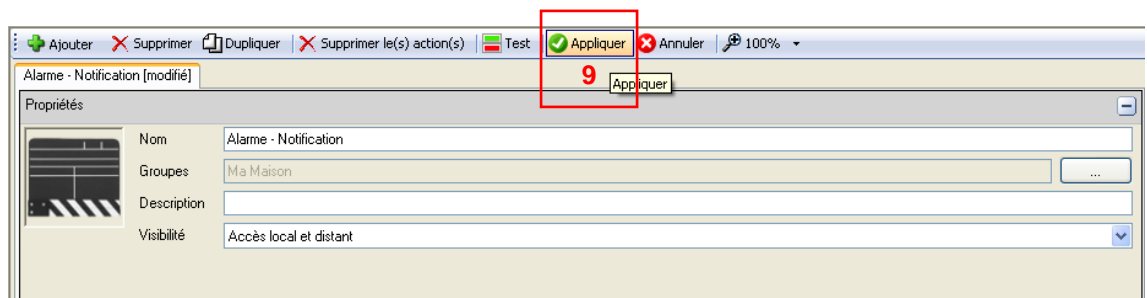 Ajouter Supprimer Dupliquer Supprimer le(s) action(s) Test Appliquer Annuler 100%
Alarme - Notification [modifié] 9 Appliquer
Propriétés
Nom Alarme - Notification
Groupes Ma Maison ...
Description
Visibilité Accès local et distant